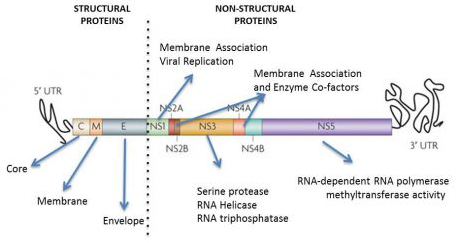 STRUCTURAL
PROTEINS
NON-STRUCTURAL
PROTEINS
Membrane Association
Viral Replication
Membrane Association
and Enzyme Co-factors
5' UTR
NS2A
NS4A
C
M
E
NS1
NS3
NS5
NS2B
NS4B
3' UTR
Core
Membrane
Envelope
Serine protease
RNA Helicase
RNA triphosphatase
RNA-dependent RNA polymerase
methyltransferase activity